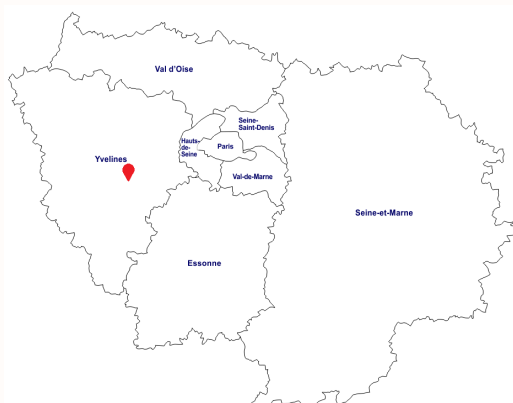 Val d'Oise
Seine-
Saint-Denis
Hauts-
de-
Seine
Paris
Yvelines
Val-de-Marne
Seine-et-Marne
Essonne